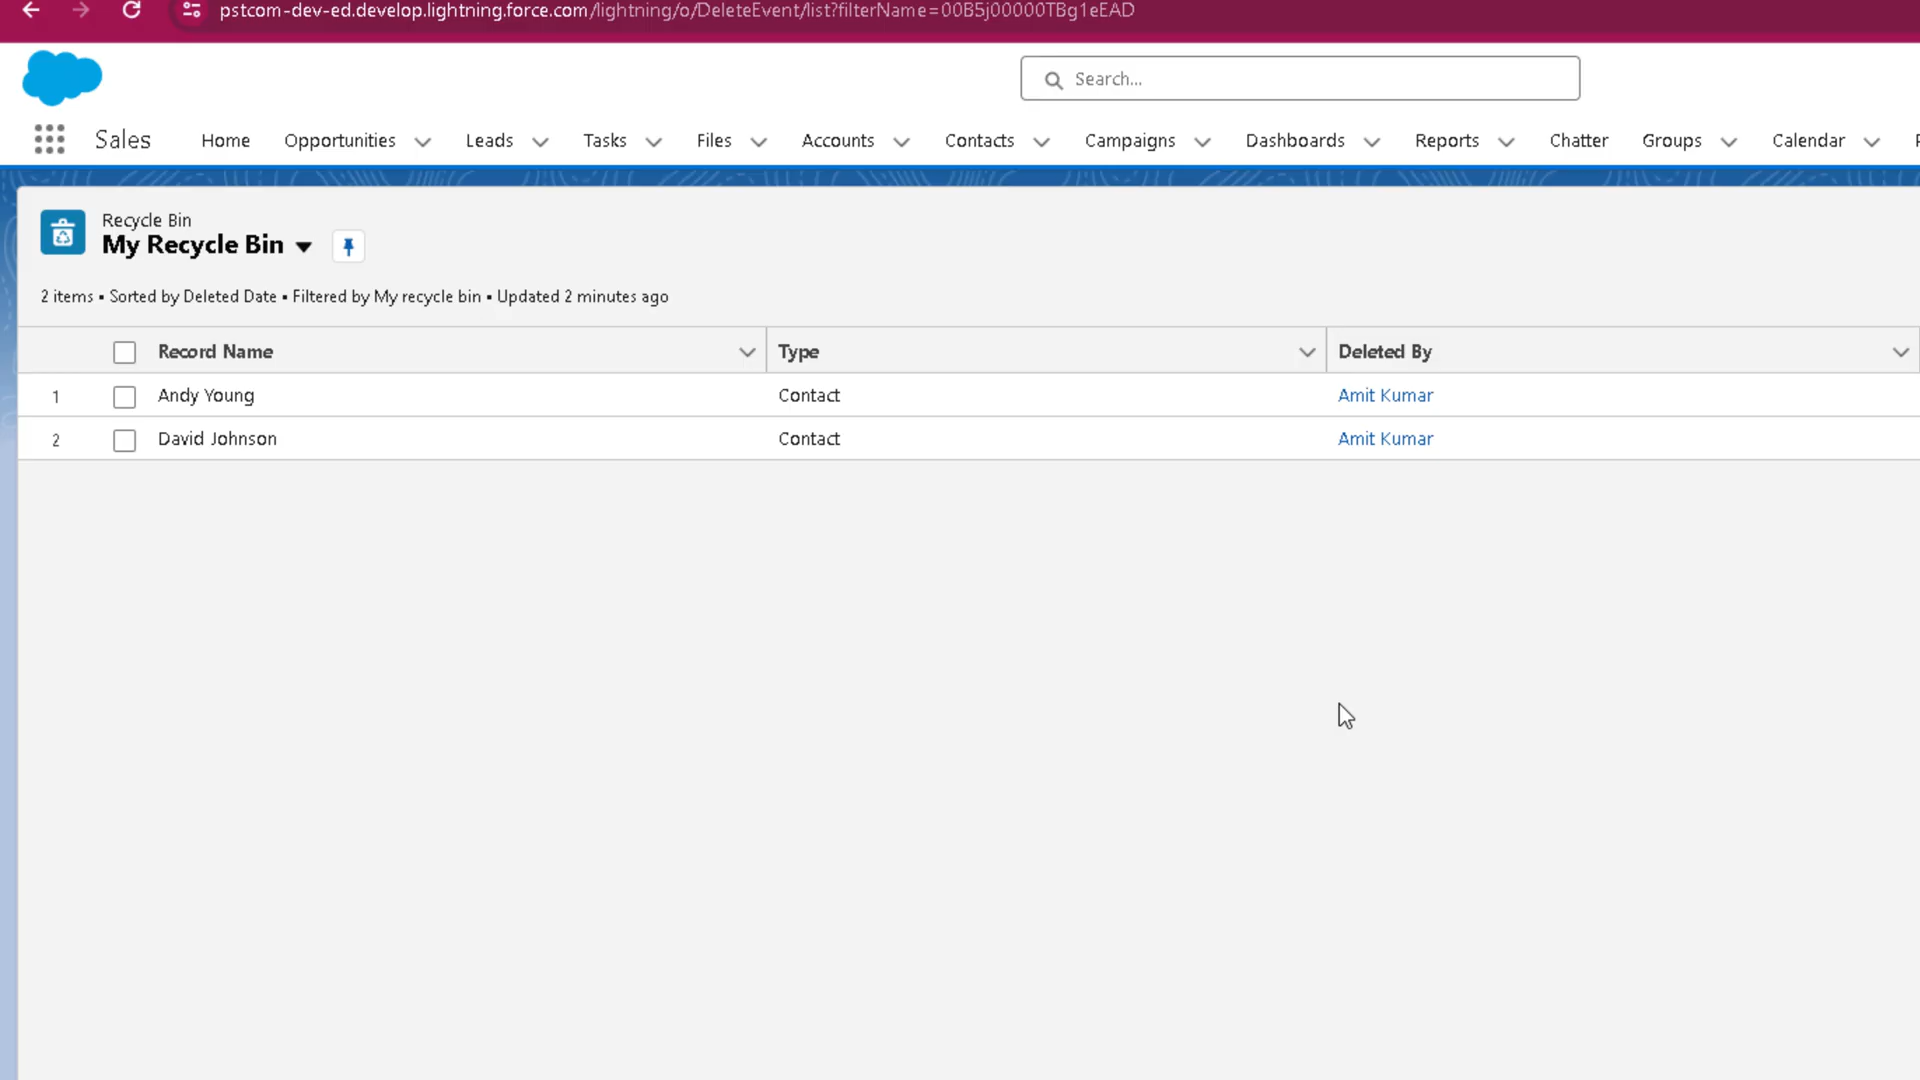 pstcom-dev-ed.develop.lightning.force.com/lightning/o/DeleteEvent/list?filterName=00B5j00000TBg1eEAD
Search...
Sales Home Opportunities Leads Tasks Files Accounts Contacts Campaigns Dashboards Reports Chatter Groups Calendar
Recycle Bin
My Recycle Bin
2 items • Sorted by Deleted Date • Filtered by My recycle bin • Updated 2 minutes ago
Record Name Type Deleted By
1 Andy Young Contact Amit Kumar
2 David Johnson Contact Amit Kumar